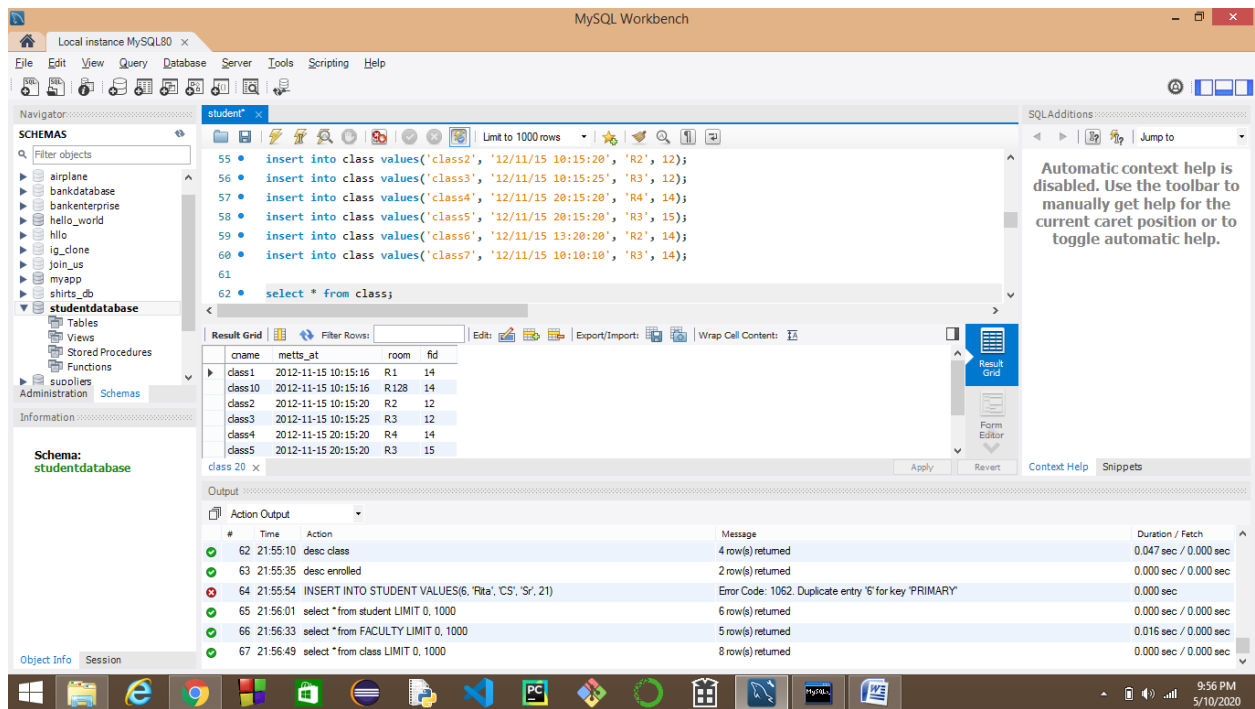 MySQL Workbench
Local instance MySQL80
File Edit View Query Database Server Tools Scripting Help
Navigator
SCHEMAS
Filter objects
airplane
bankdatabase
bankenterprise
hello_world
hllo
ig_clone
join_us
myapp
shirts_db
studentdatabase
Tables
Views
Stored Procedures
Functions
suppliers
Administration Schemas
Information
Schema:
studentdatabase
Object Info Session
student*
Limit to 1000 rows
55 insert into class values('class2', '12/11/15 10:15:20', 'R2', 12);
56 insert into class values('class3', '12/11/15 10:15:25', 'R3', 12);
57 insert into class values('class4', '12/11/15 20:15:20', 'R4', 14);
58 insert into class values('class5', '12/11/15 20:15:20', 'R3', 15);
59 insert into class values('class6', '12/11/15 13:20:20', 'R2', 14);
60 insert into class values('class7', '12/11/15 10:10:10', 'R3', 14);
61
62 select * from class;
Result Grid Filter Rows: Edit: Export/Import: Wrap Cell Content:
cname metts_at room fid
class1 2012-11-15 10:15:16 R1 14
class10 2012-11-15 10:15:16 R128 14
class2 2012-11-15 10:15:20 R2 12
class3 2012-11-15 10:15:25 R3 12
class4 2012-11-15 20:15:20 R4 14
class5 2012-11-15 20:15:20 R3 15
Result
Grid
Form
Editor
class 20
Apply Revert
SQLAdditions
Jump to
Automatic context help is
disabled. Use the toolbar to
manually get help for the
current caret position or to
toggle automatic help.
Context Help Snippets
Output
Action Output
# Time Action Message Duration / Fetch
62 21:55:10 desc class 4 row(s) returned 0.047 sec / 0.000 sec
63 21:55:35 desc enrolled 2 row(s) returned 0.000 sec / 0.000 sec
64 21:55:54 INSERT INTO STUDENT VALUES(6, 'Rita', 'CS', 'Sr', 21) Error Code: 1062. Duplicate entry '6' for key 'PRIMARY' 0.000 sec
65 21:56:01 select * from student LIMIT 0, 1000 6 row(s) returned 0.000 sec / 0.000 sec
66 21:56:33 select * from FACULTY LIMIT 0, 1000 5 row(s) returned 0.016 sec / 0.000 sec
67 21:56:49 select * from class LIMIT 0, 1000 8 row(s) returned 0.000 sec / 0.000 sec
PC
MySQL
W
9:56 PM
5/10/2020